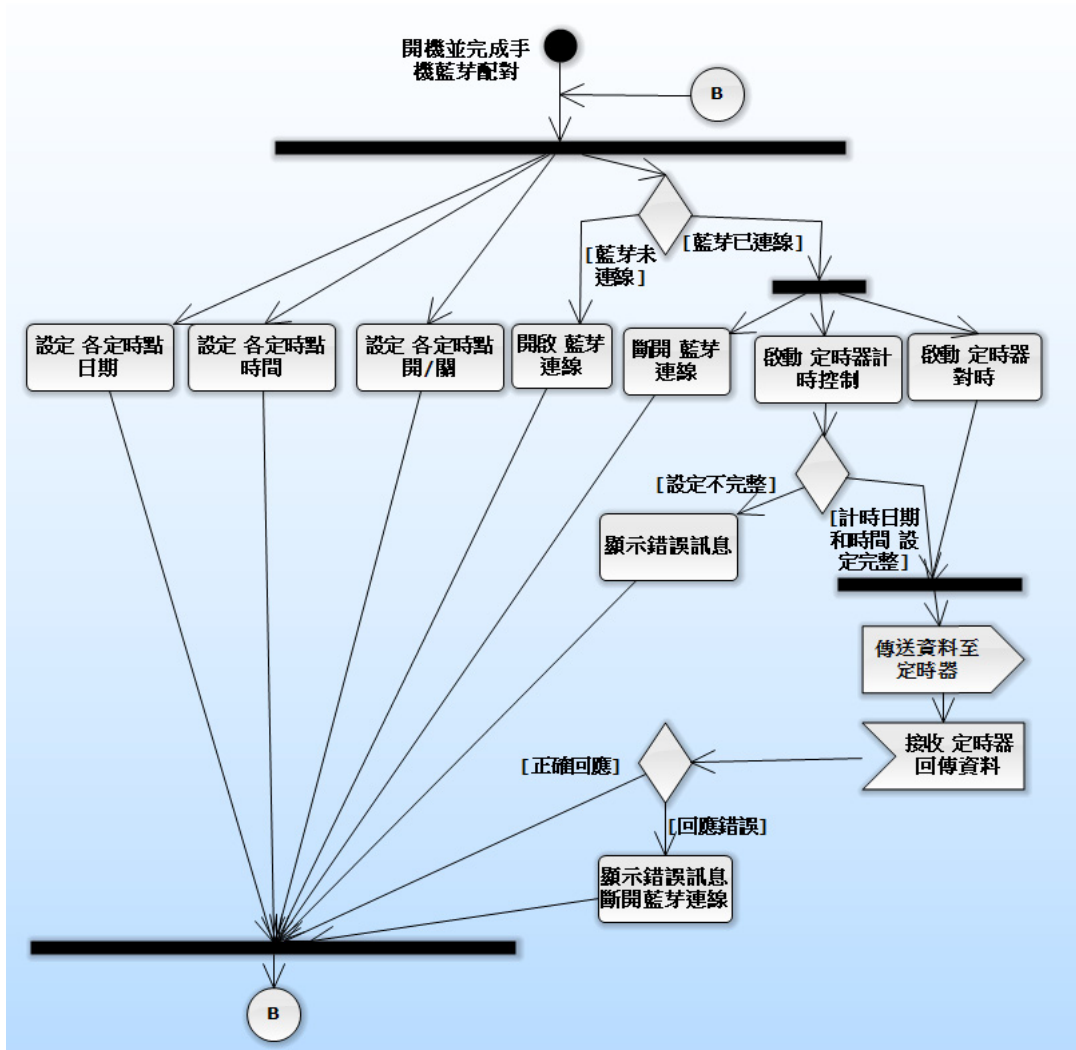 開機並完成手
機藍芽配對
B
[藍芽未
連線]
[藍芽已連線]
設定 各定時點
日期
設定 各定時點
時間
設定 各定時點
開/關
開啟 藍芽
連線
斷開 藍芽
連線
啟動 定時器計
時控制
啟動 定時器
對時
[設定不完整]
[計時日期
和時間 設
定完整]
顯示錯誤訊息
傳送資料至
定時器
接收 定時器
回傳資料
[正確回應]
[回應錯誤]
顯示錯誤訊息
斷開藍芽連線
B